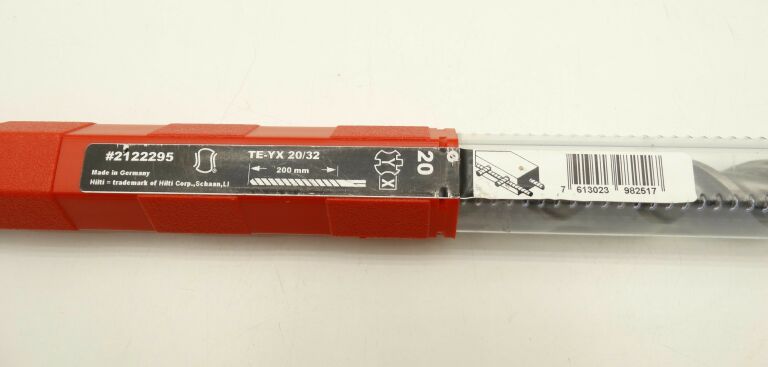 #2122295
Made in Germany
Hilti = trademark of Hilti Corp.,Schaan,LI
TE-YX 20/32
200 mm
Y
X
20
Ø
7 613023 982517